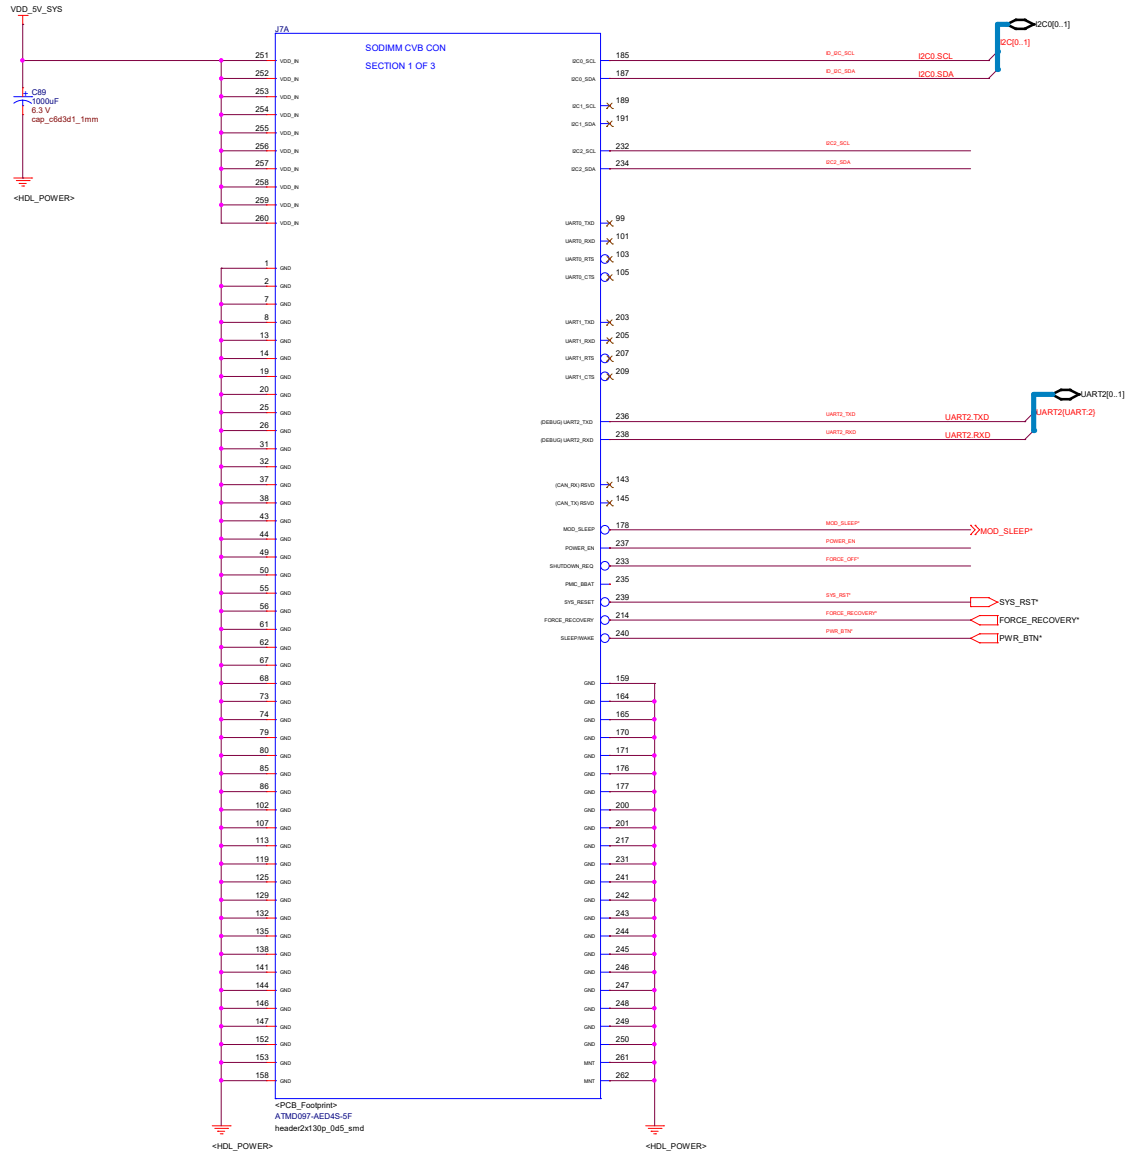 VDD_5V_SYS
C89
1000uF
6.3 V
cap_c6d3d1_1mm
<HDL_POWER>
J7A
SODIMM CVB CON
SECTION 1 OF 3
251 VDD_IN
252 VDD_IN
253 VDD_IN
254 VDD_IN
255 VDD_IN
256 VDD_IN
257 VDD_IN
258 VDD_IN
259 VDD_IN
260 VDD_IN
1 GND
2 GND
7 GND
8 GND
13 GND
14 GND
19 GND
20 GND
25 GND
26 GND
31 GND
32 GND
37 GND
38 GND
43 GND
44 GND
49 GND
50 GND
55 GND
56 GND
61 GND
62 GND
67 GND
68 GND
73 GND
74 GND
79 GND
80 GND
85 GND
86 GND
102 GND
107 GND
113 GND
119 GND
125 GND
129 GND
132 GND
135 GND
138 GND
141 GND
144 GND
146 GND
147 GND
152 GND
153 GND
158 GND
<HDL_POWER>
I2C0_SCL 185 ID_I2C_SCL I2C0.SCL
I2C0_SDA 187 ID_I2C_SDA I2C0.SDA
I2C0[0..1]
I2C[0..1]
I2C1_SCL 189
I2C1_SDA 191
I2C2_SCL 232 I2C2_SCL
I2C2_SDA 234 I2C2_SDA
UART0_TXD 99
UART0_RXD 101
UART0_RTS 103
UART0_CTS 105
UART1_TXD 203
UART1_RXD 205
UART1_RTS 207
UART1_CTS 209
UART2[0..1]
UART2{UART:2}
(DEBUG) UART2_TXD 236 UART2_TXD UART2.TXD
(DEBUG) UART2_RXD 238 UART2_RXD UART2.RXD
(CAN_RX) RSVD 143
(CAN_TX) RSVD 145
MOD_SLEEP 178 MOD_SLEEP* MOD_SLEEP*
POWER_EN 237 POWER_EN
SHUTDOWN_REQ 233 FORCE_OFF*
PMIC_BBAT 235
SYS_RESET 239 SYS_RST* SYS_RST*
FORCE_RECOVERY 214 FORCE_RECOVERY* FORCE_RECOVERY*
SLEEP/WAKE 240 PWR_BTN* PWR_BTN*
GND 159
GND 164
GND 165
GND 170
GND 171
GND 176
GND 177
GND 200
GND 201
GND 217
GND 231
GND 241
GND 242
GND 243
GND 244
GND 245
GND 246
GND 247
GND 248
GND 249
GND 250
MNT 261
MNT 262
<HDL_POWER>
<PCB_Footprint>
ATMD097-AED4S-5F
header2x130p_0d5_smd